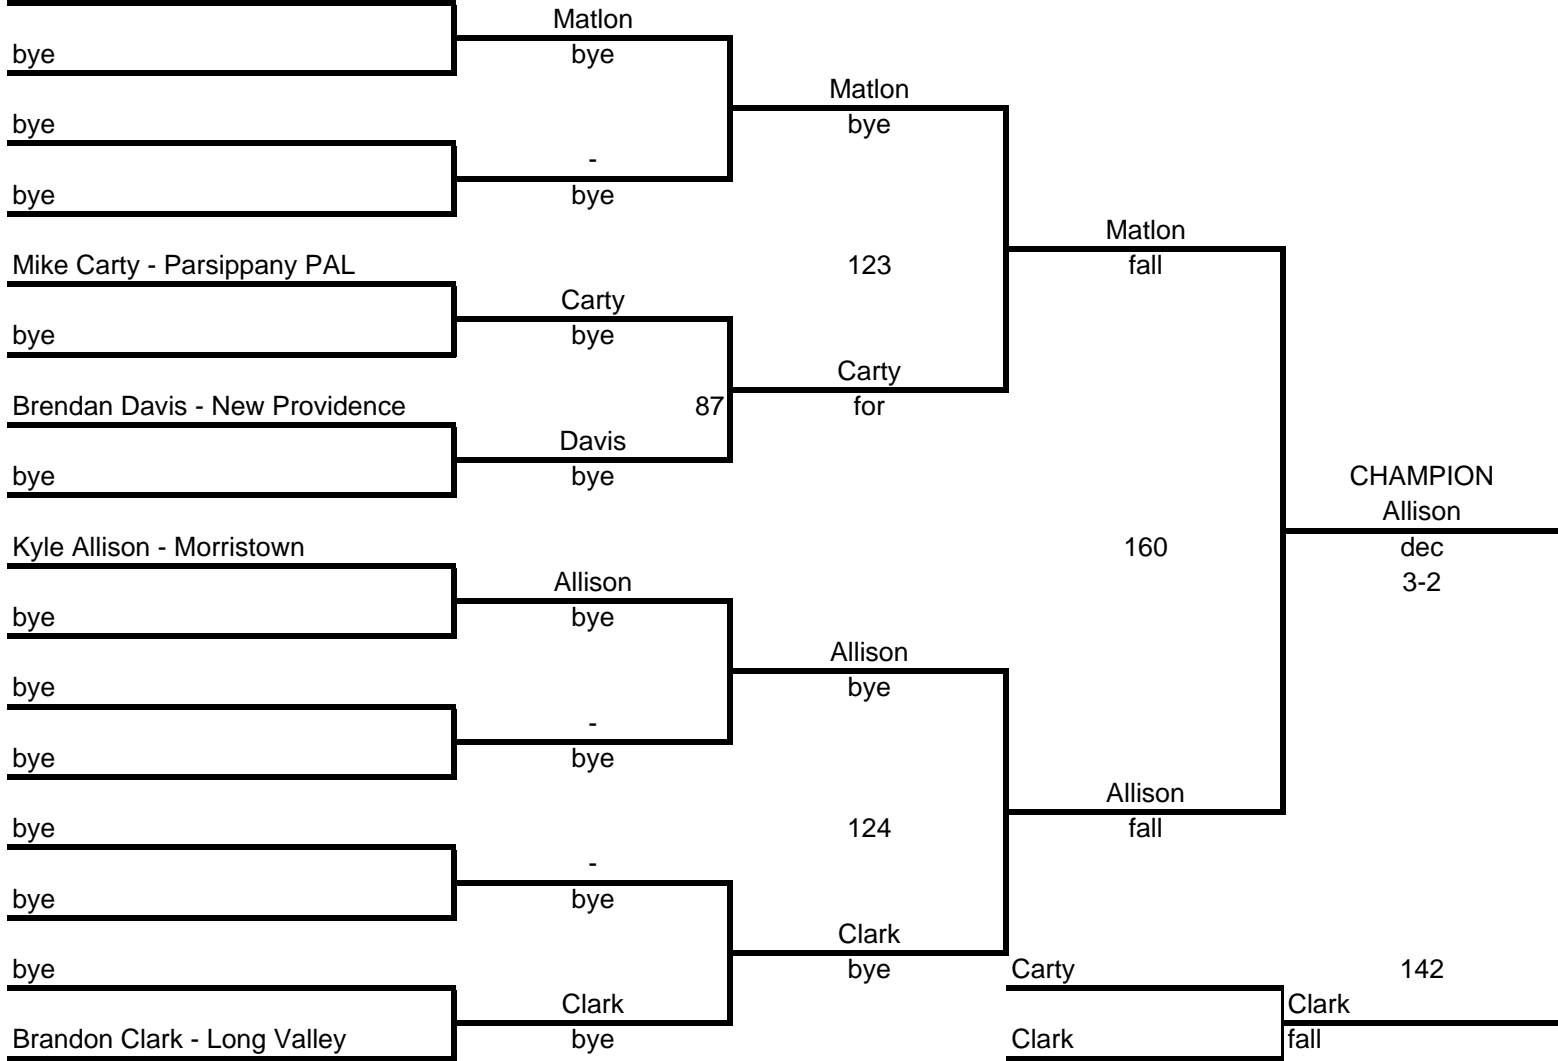 Matlon
bye
bye
Matlon
bye
bye
-
bye
bye
Matlon
Mike Carty - Parsippany PAL
123
fall
Carty
bye
bye
Carty
Brendan Davis - New Providence
87
for
Davis
bye
bye
CHAMPION
Allison
Kyle Allison - Morristown
160
dec
Allison
3-2
bye
bye
Allison
bye
bye
-
bye
bye
Allison
bye
124
fall
-
bye
bye
Clark
bye
bye
Carty
142
Clark
Clark
Brandon Clark - Long Valley
bye
Clark
fall